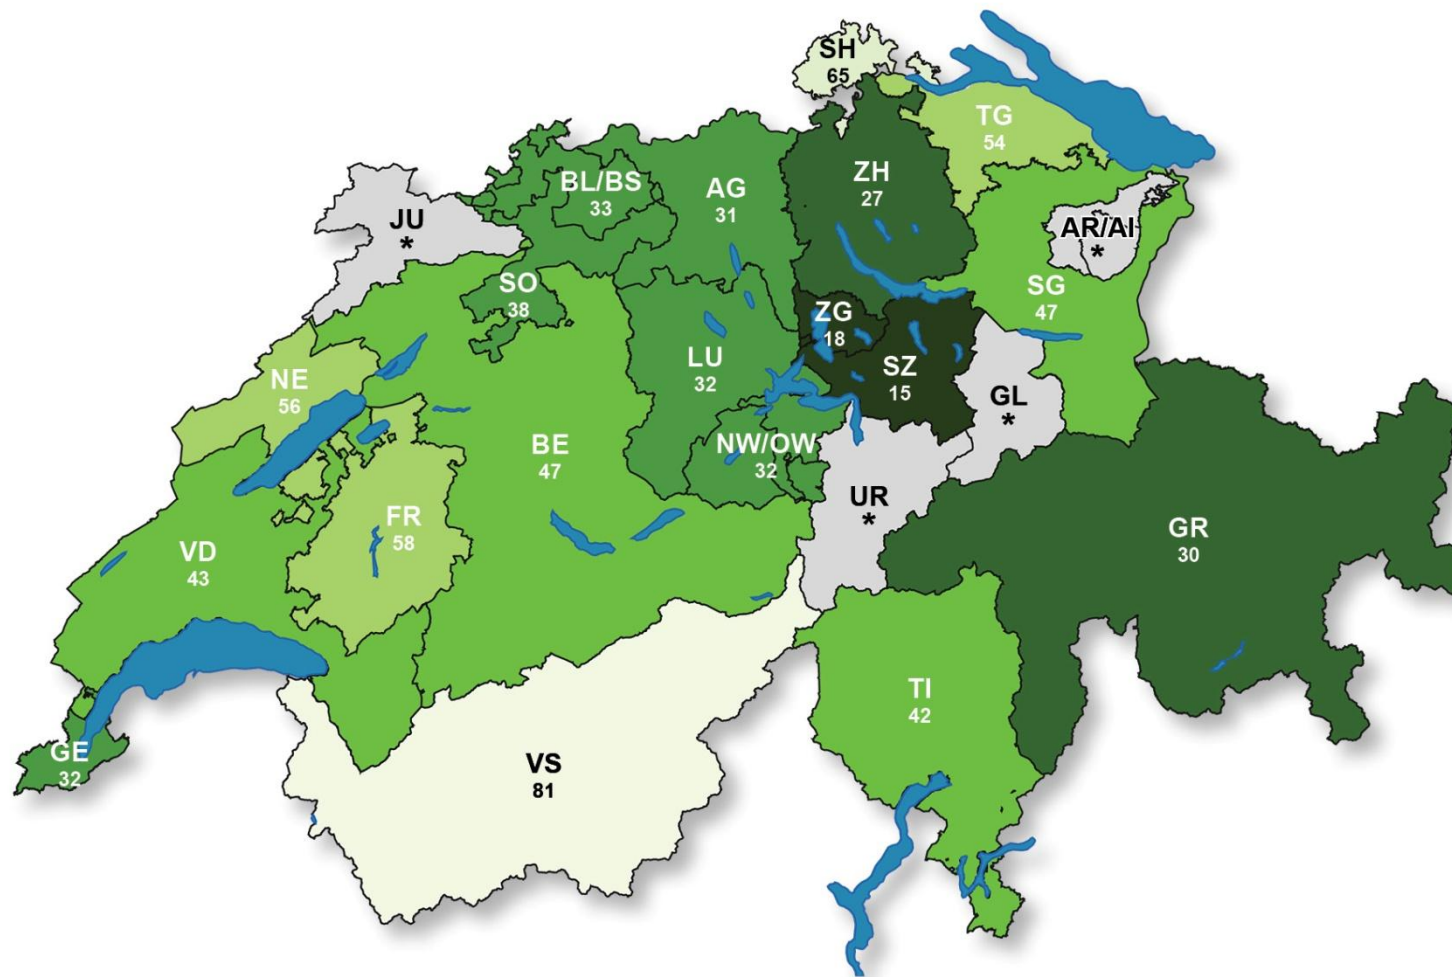 SH
65
TG
54
ZH
27
BL/BS
33
AG
31
JU
*
AR/AI
*
SO
38
SG
47
ZG
18
LU
32
SZ
15
NE
56
GL
*
BE
47
NW/OW
32
UR
*
FR
58
GR
30
VD
43
TI
42
GE
32
VS
81